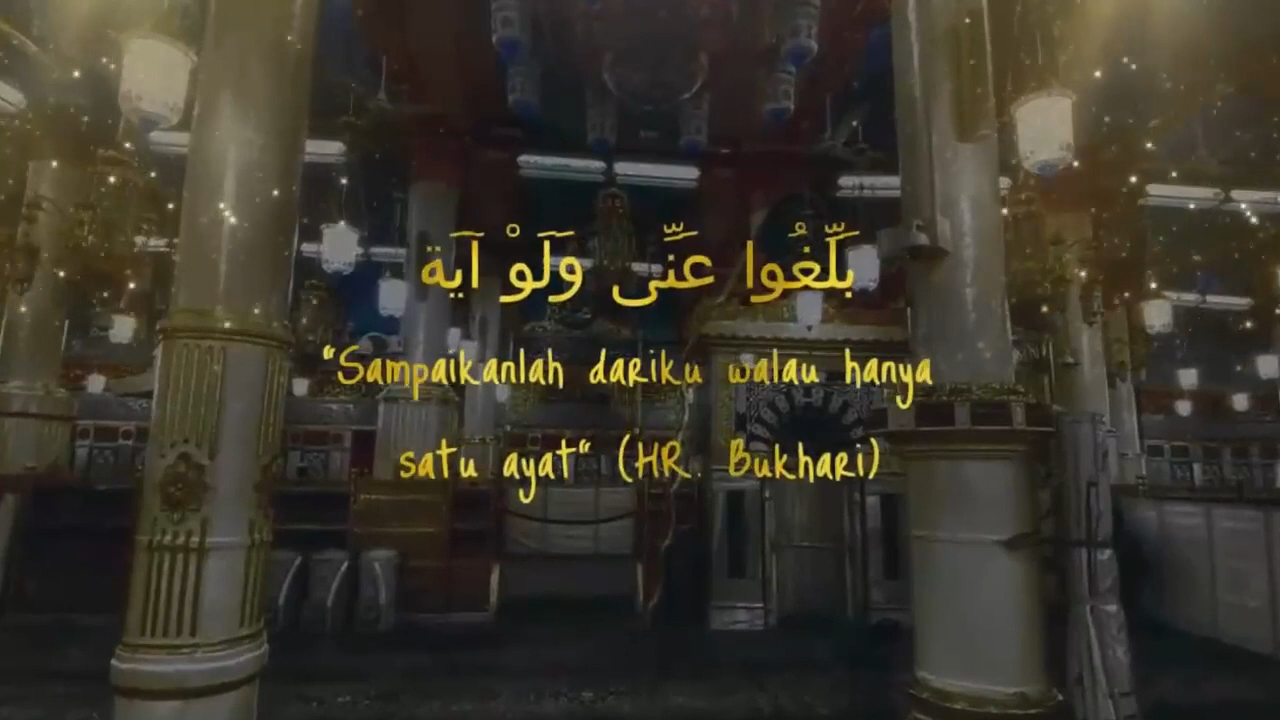 بَلِّغُوا عَنِّى وَلَوْ آيَة
“Sampaikanlah dariku walau hanya
satu ayat“ (HR. Bukhari)